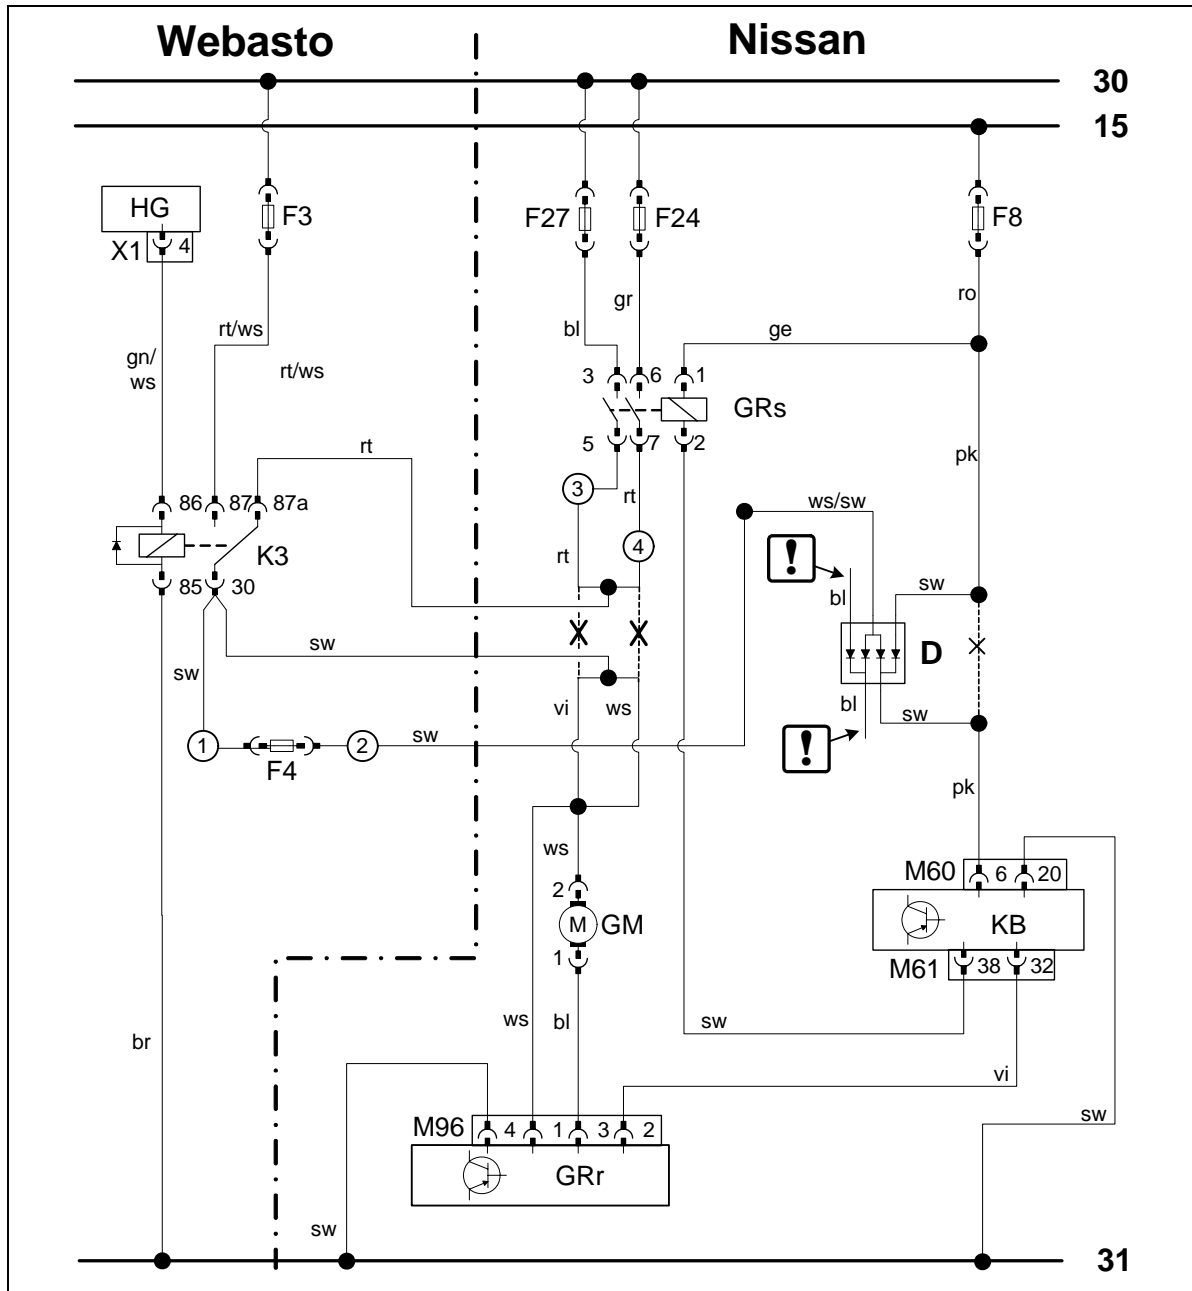 Webasto
Nissan
30
15
HG
F3
F27
F24
F8
X1
4
gr
ro
rt/ws
bl
ge
gn/
ws
rt/ws
3
6
1
GRs
5
7
2
rt
pk
3
rt
ws/sw
86
87
87a
4
!
K3
rt
sw
85
30
bl
D
sw
sw
bl
vi
ws
sw
1
2
sw
!
F4
pk
ws
M60
6
20
2
M
GM
KB
1
M61
38
32
ws
bl
sw
br
vi
sw
M96
4
1
3
2
GRr
sw
31